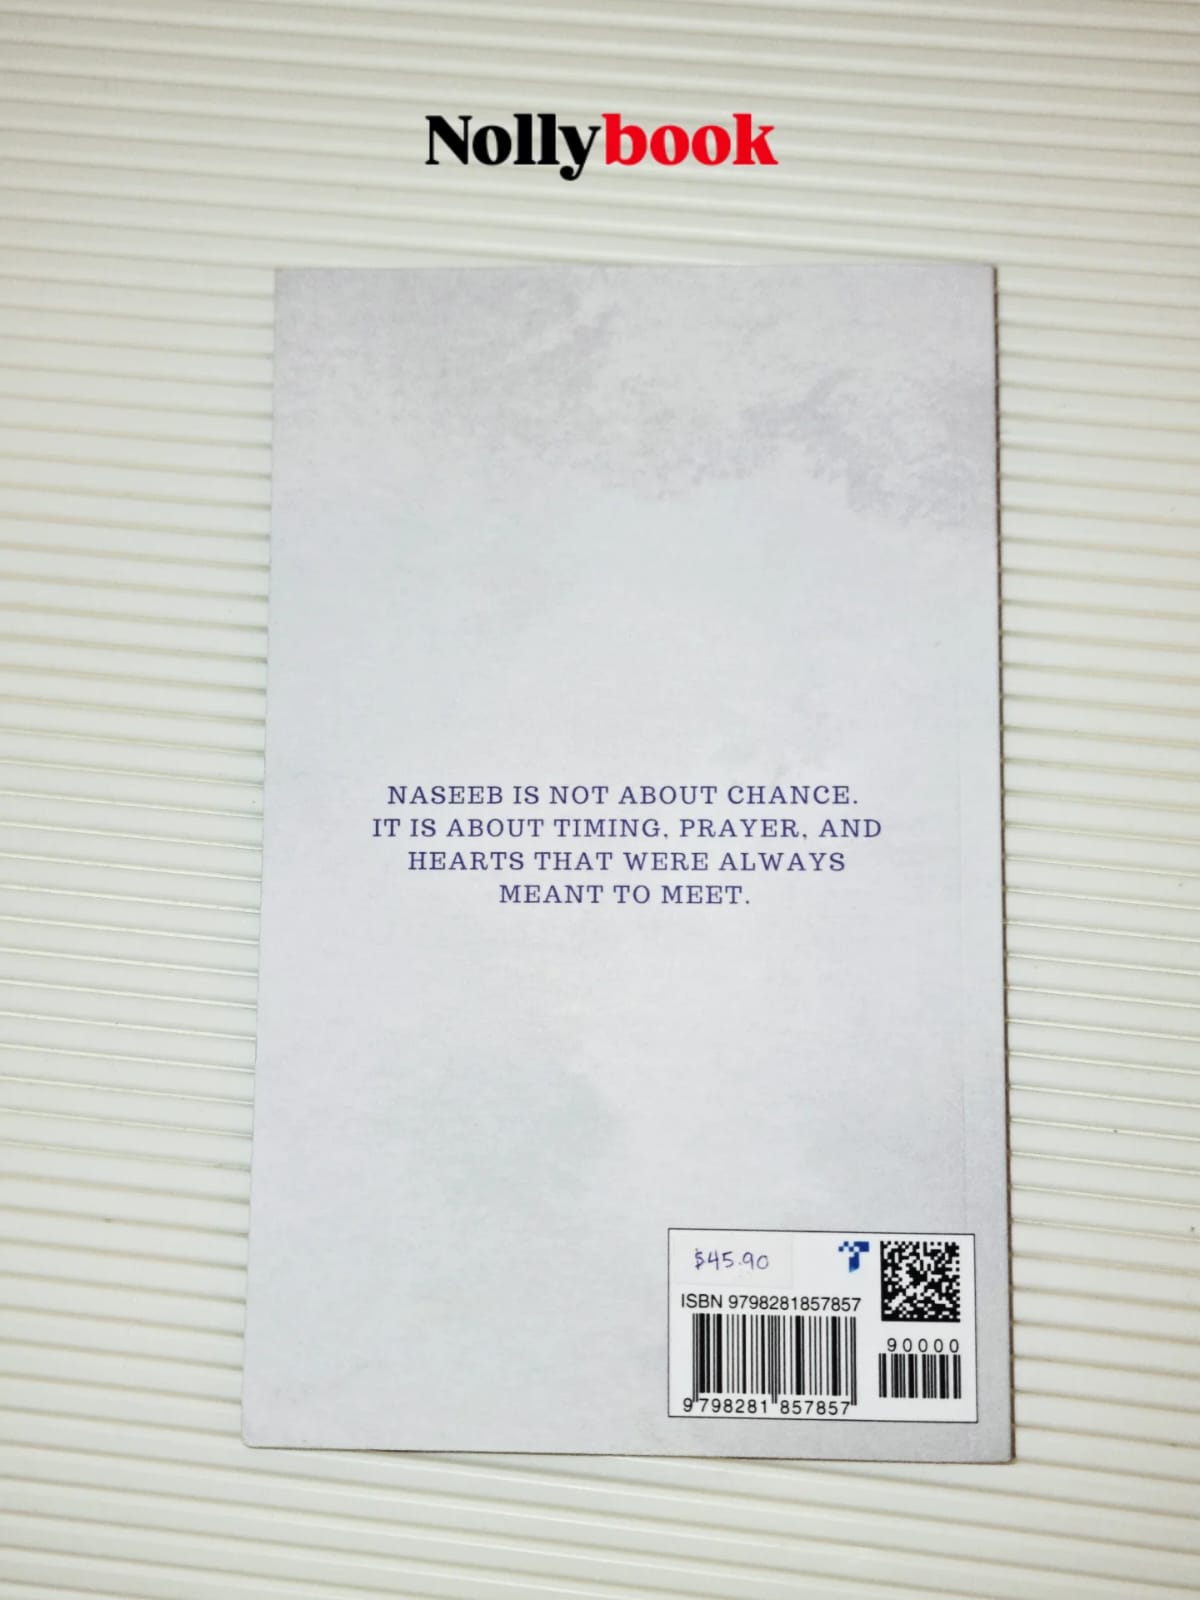 Nollybook
NASEEB IS NOT ABOUT CHANCE.
IT IS ABOUT TIMING, PRAYER, AND
HEARTS THAT WERE ALWAYS
MEANT TO MEET.
$45.90
ISBN 9798281857857
90000
9 798281 857857